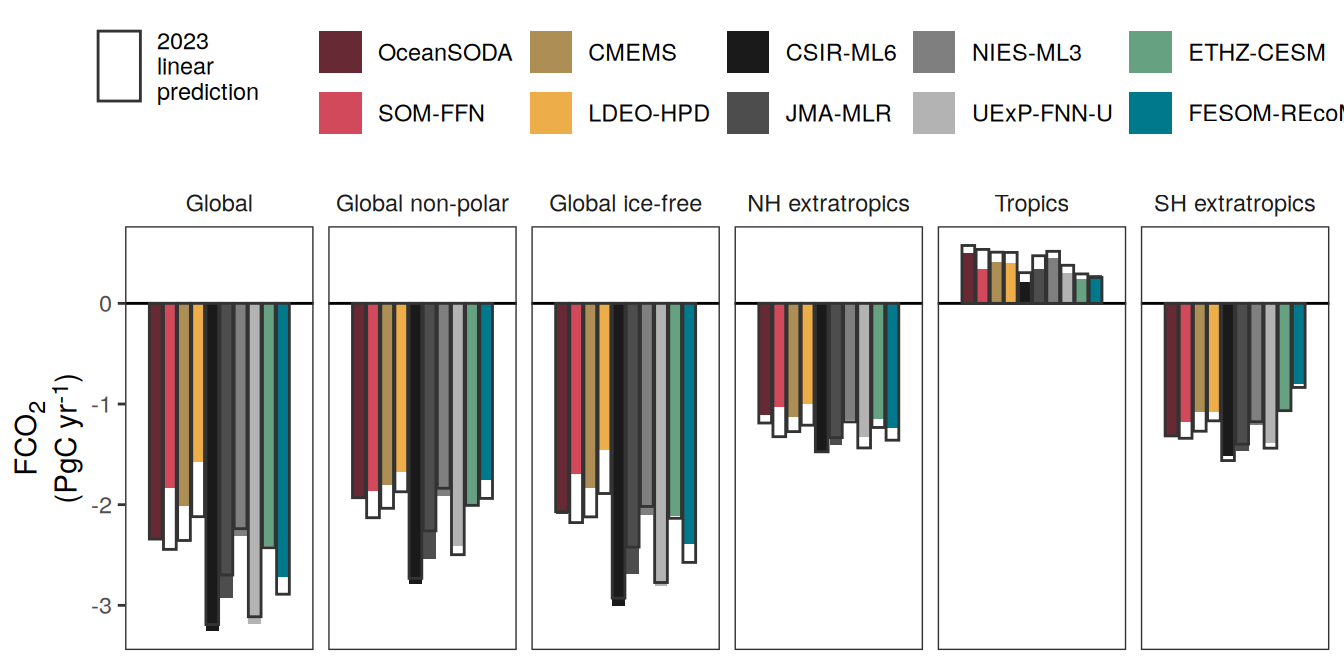 2023
linear
prediction
OceanSODA CMEMS CSIR-ML6 NIES-ML3 ETHZ-CESM
SOM-FFN LDEO-HPD JMA-MLR UExP-FNN-U
Global Global non-polar Global ice-free NH extratropics Tropics SH extratropics
FCO₂
(PgC yr⁻¹)
0
-1
-2
-3